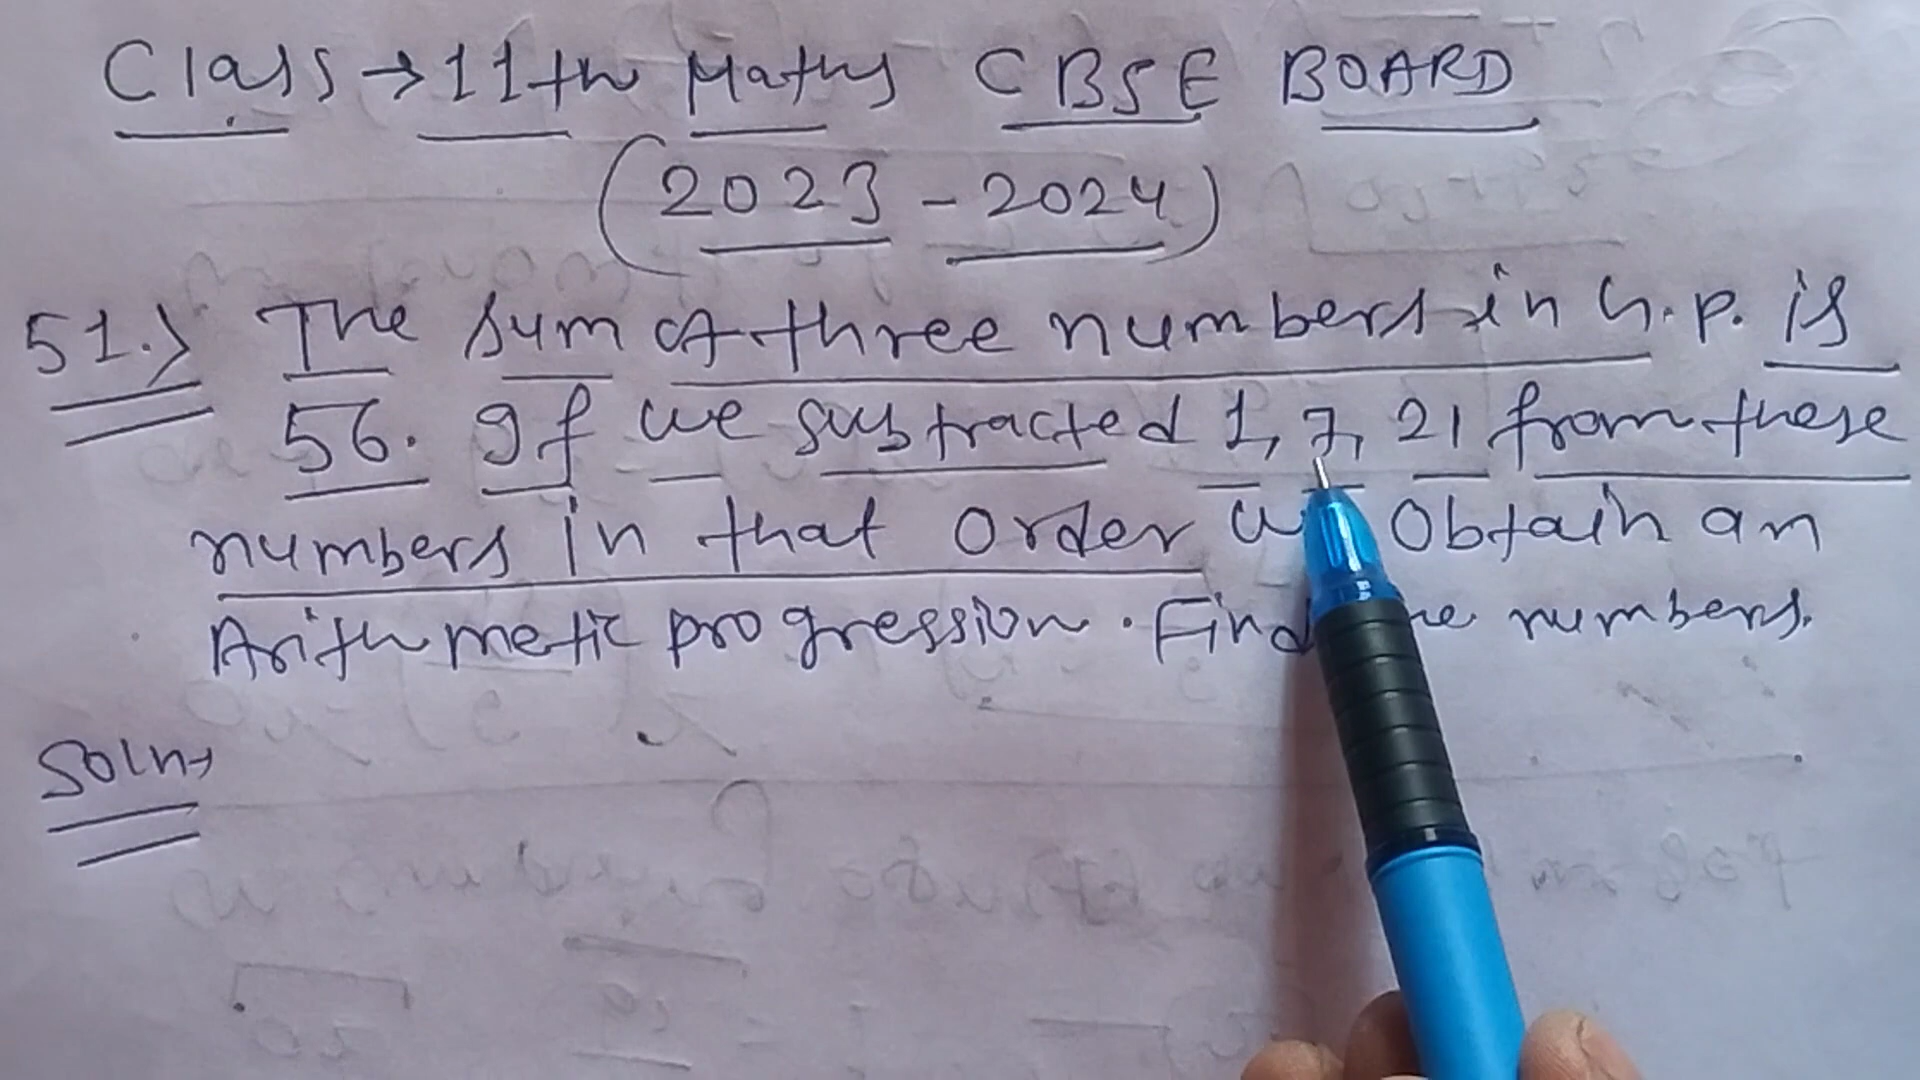 Class → 11th Maths CBSE BOARD
(2023 - 2024)
51.) The sum of three numbers in G.P. is
56. If we subtracted 1, 7, 21 from these
numbers in that order obtain an
Arithmetic progression. Find numbers.
Soln→